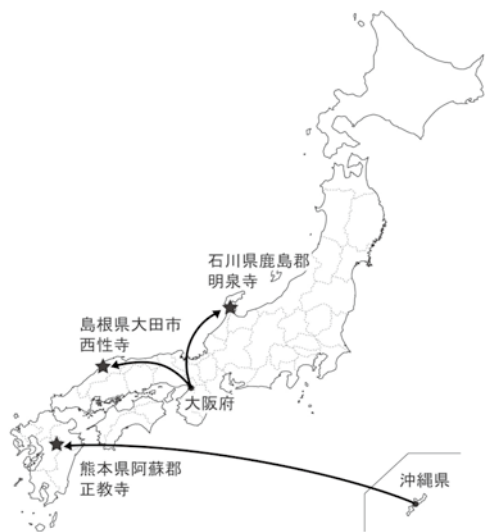 石川県鹿島郡
明泉寺
島根県大田市
西性寺
大阪府
熊本県阿蘇郡
正教寺
沖縄県